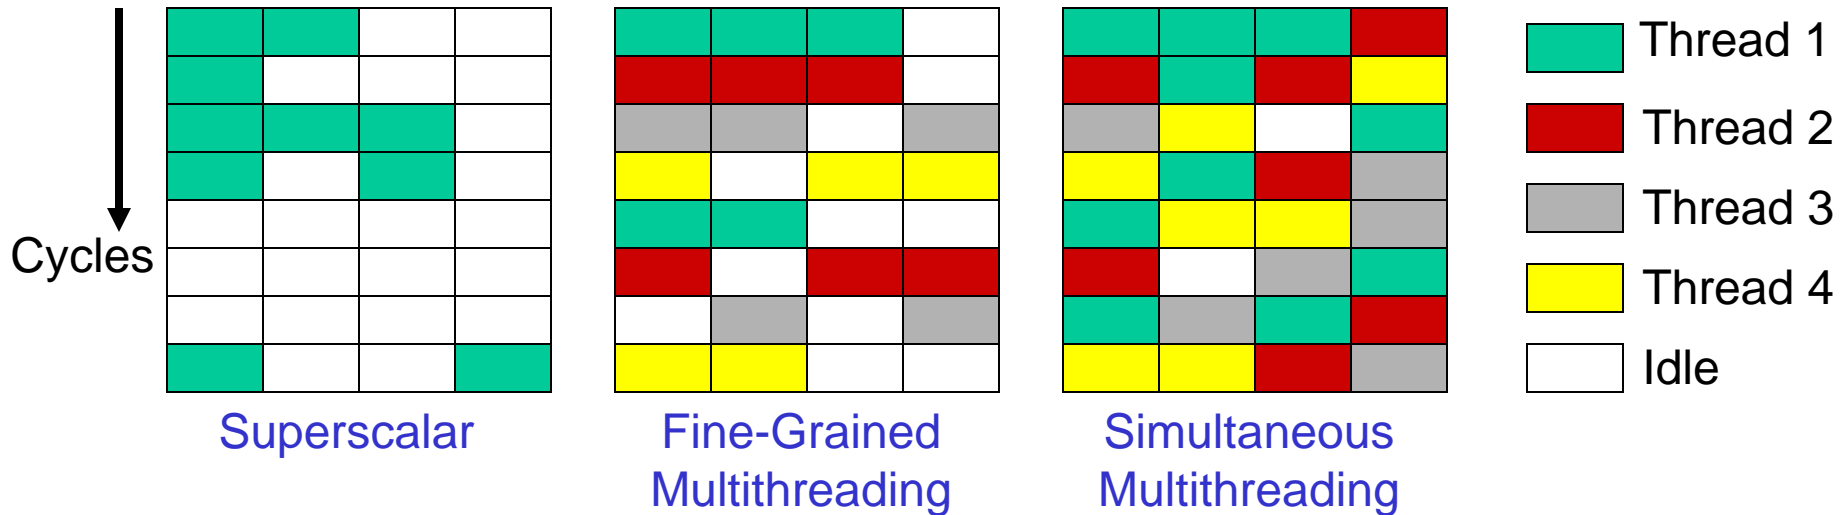 Cycles
Superscalar
Fine-Grained
Multithreading
Simultaneous
Multithreading
Thread 1
Thread 2
Thread 3
Thread 4
Idle